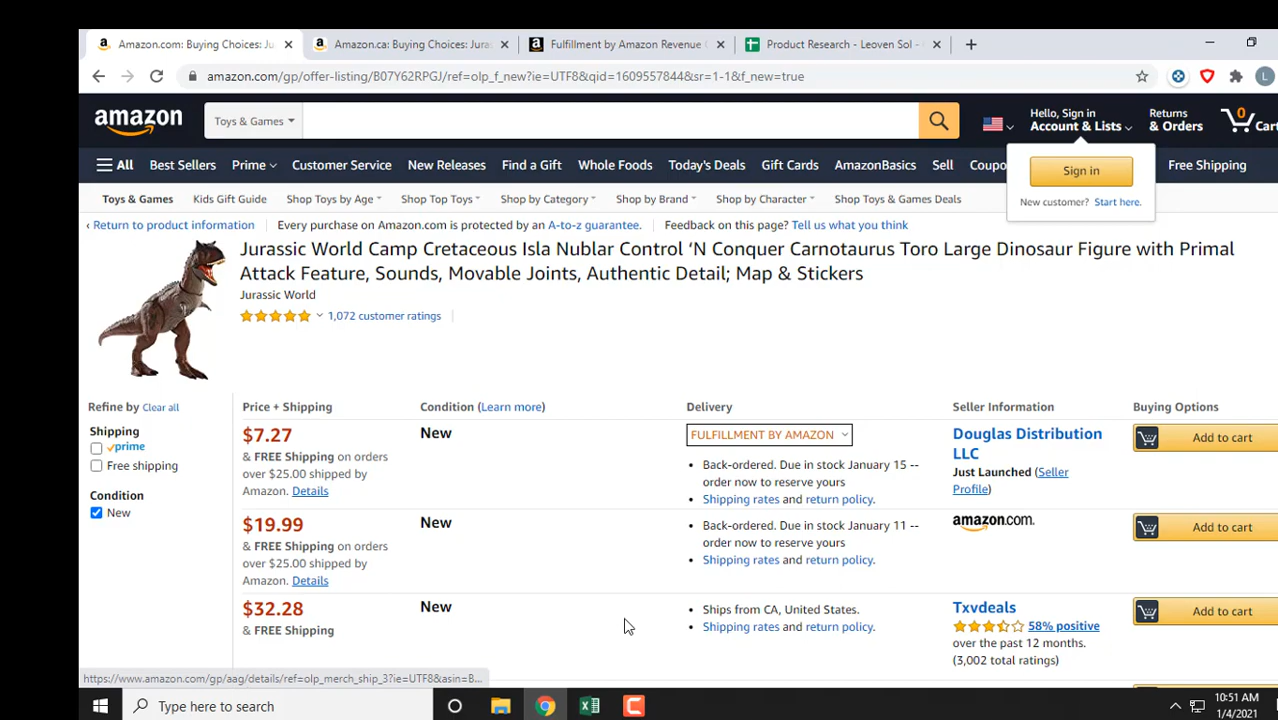 Amazon.com: Buying Choices: Ju
Amazon.ca: Buying Choices: Jura
Fulfillment by Amazon Revenue C
Product Research - Leoven Sol -
amazon.com/gp/offer-listing/B07Y62RPGJ/ref=olp_f_new?ie=UTF8&qid=1609557844&sr=1-1&f_new=true
L
amazon
Toys & Games
Hello, Sign in
Account & Lists
Returns
& Orders
0
Cart
All
Best Sellers
Prime
Customer Service
New Releases
Find a Gift
Whole Foods
Today's Deals
Gift Cards
AmazonBasics
Sell
Coupo
Free Shipping
Sign in
New customer? Start here.
Toys & Games
Kids Gift Guide
Shop Toys by Age
Shop Top Toys
Shop by Category
Shop by Brand
Shop by Character
Shop Toys & Games Deals
‹ Return to product information
Every purchase on Amazon.com is protected by an A-to-z guarantee.
Feedback on this page? Tell us what you think
Jurassic World Camp Cretaceous Isla Nublar Control ‘N Conquer Carnotaurus Toro Large Dinosaur Figure with Primal
Attack Feature, Sounds, Movable Joints, Authentic Detail; Map & Stickers
Jurassic World
1,072 customer ratings
Refine by Clear all
Price + Shipping
Condition (Learn more)
Delivery
Seller Information
Buying Options
Shipping
prime
Free shipping
Condition
New
$7.27
& FREE Shipping on orders
over $25.00 shipped by
Amazon. Details
New
FULFILLMENT BY AMAZON
• Back-ordered. Due in stock January 15 --
order now to reserve yours
• Shipping rates and return policy.
Douglas Distribution
LLC
Just Launched (Seller
Profile)
Add to cart
$19.99
& FREE Shipping on orders
over $25.00 shipped by
Amazon. Details
New
• Back-ordered. Due in stock January 11 --
order now to reserve yours
• Shipping rates and return policy.
amazon.com.
Add to cart
$32.28
& FREE Shipping
New
• Ships from CA, United States.
• Shipping rates and return policy.
Txvdeals
58% positive
over the past 12 months.
(3,002 total ratings)
Add to cart
https://www.amazon.com/gp/aag/details/ref=olp_merch_ship_3?ie=UTF8&asin=B...
Type here to search
10:51 AM
1/4/2021